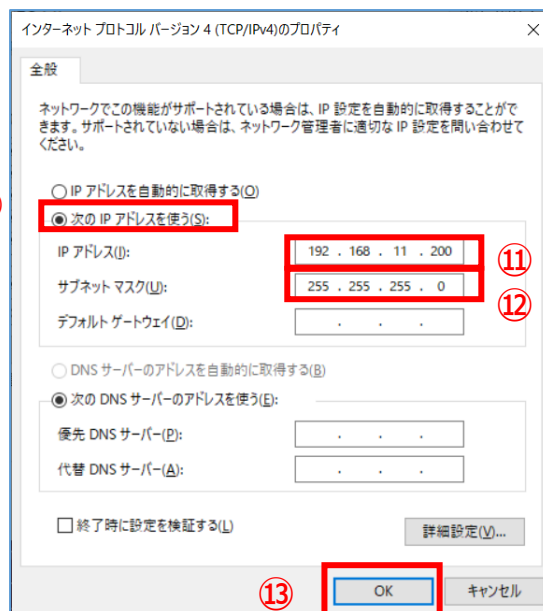 インターネット プロトコル バージョン 4 (TCP/IPv4)のプロパティ
全般
ネットワークでこの機能がサポートされている場合は、IP 設定を自動的に取得することがで
きます。サポートされていない場合は、ネットワーク管理者に適切な IP 設定を問い合わせて
ください。
IP アドレスを自動的に取得する(O)
次の IP アドレスを使う(S):
IP アドレス(I): 192 . 168 . 11 . 200 ⑪
サブネット マスク(U): 255 . 255 . 255 . 0 ⑫
デフォルト ゲートウェイ(D): . . .
DNS サーバーのアドレスを自動的に取得する(B)
次の DNS サーバーのアドレスを使う(E):
優先 DNS サーバー(P): . . .
代替 DNS サーバー(A): . . .
終了時に設定を検証する(L) 詳細設定(V)...
⑬ OK キャンセル